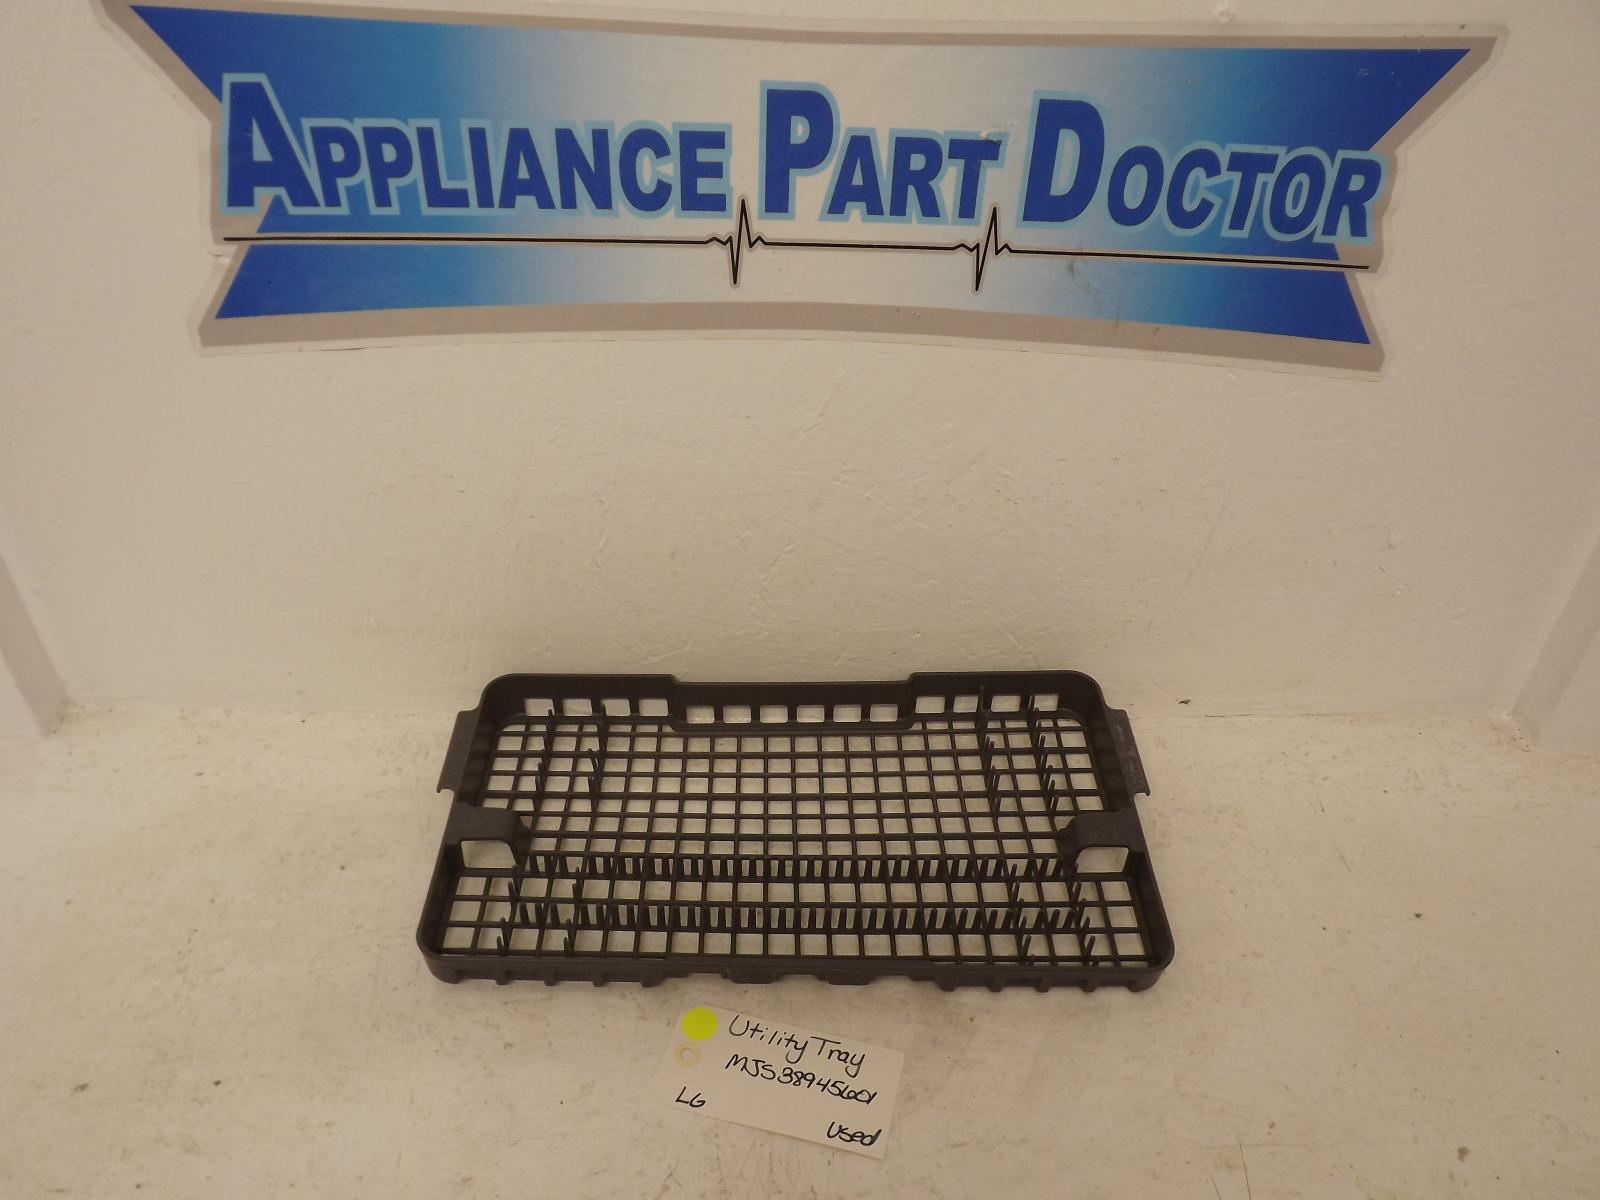 APPLIANCE PART DOCTOR
Utility Tray
MJS38945601
LG
Used